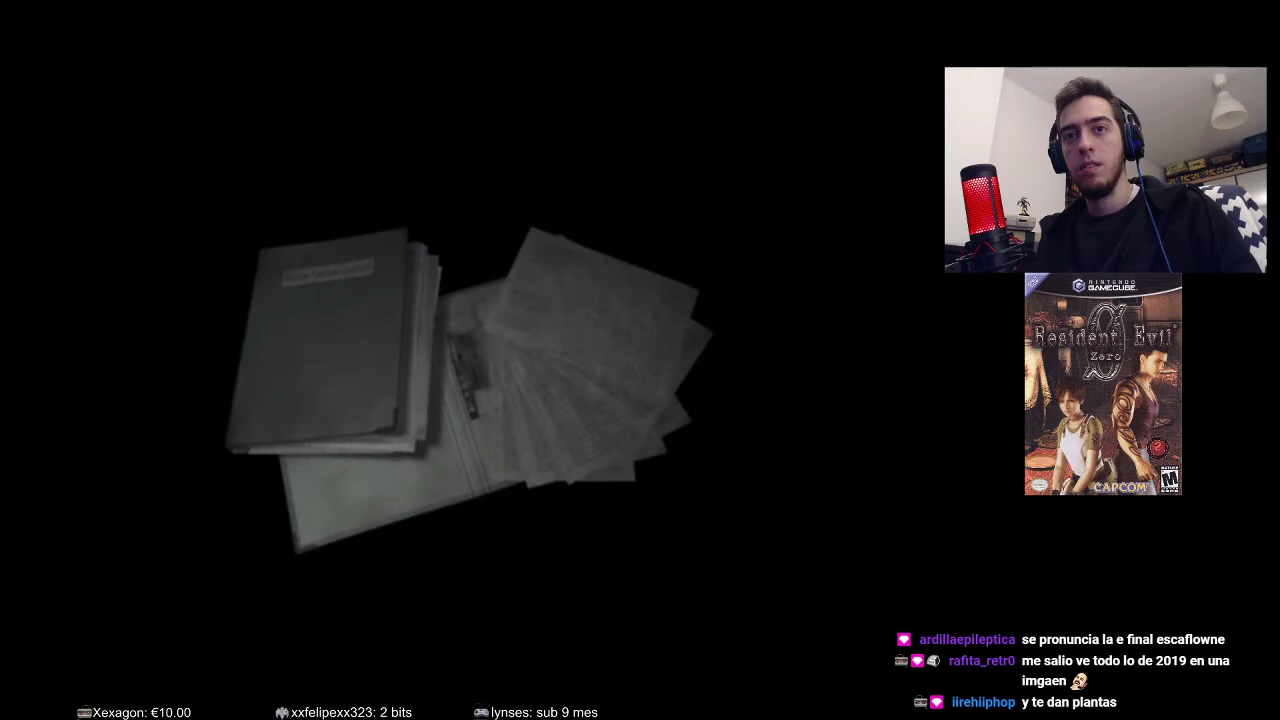 NINTENDO
GAMECUBE
Resident Evil
Zero
CAPCOM
M
ardillaepileptica se pronuncia la e final escaflowne
rafita_retr0 me salio ve todo lo de 2019 en una
imgaen
iirehiiphop y te dan plantas
Xexagon: €10.00 xxfelipexx323: 2 bits lynses: sub 9 mes